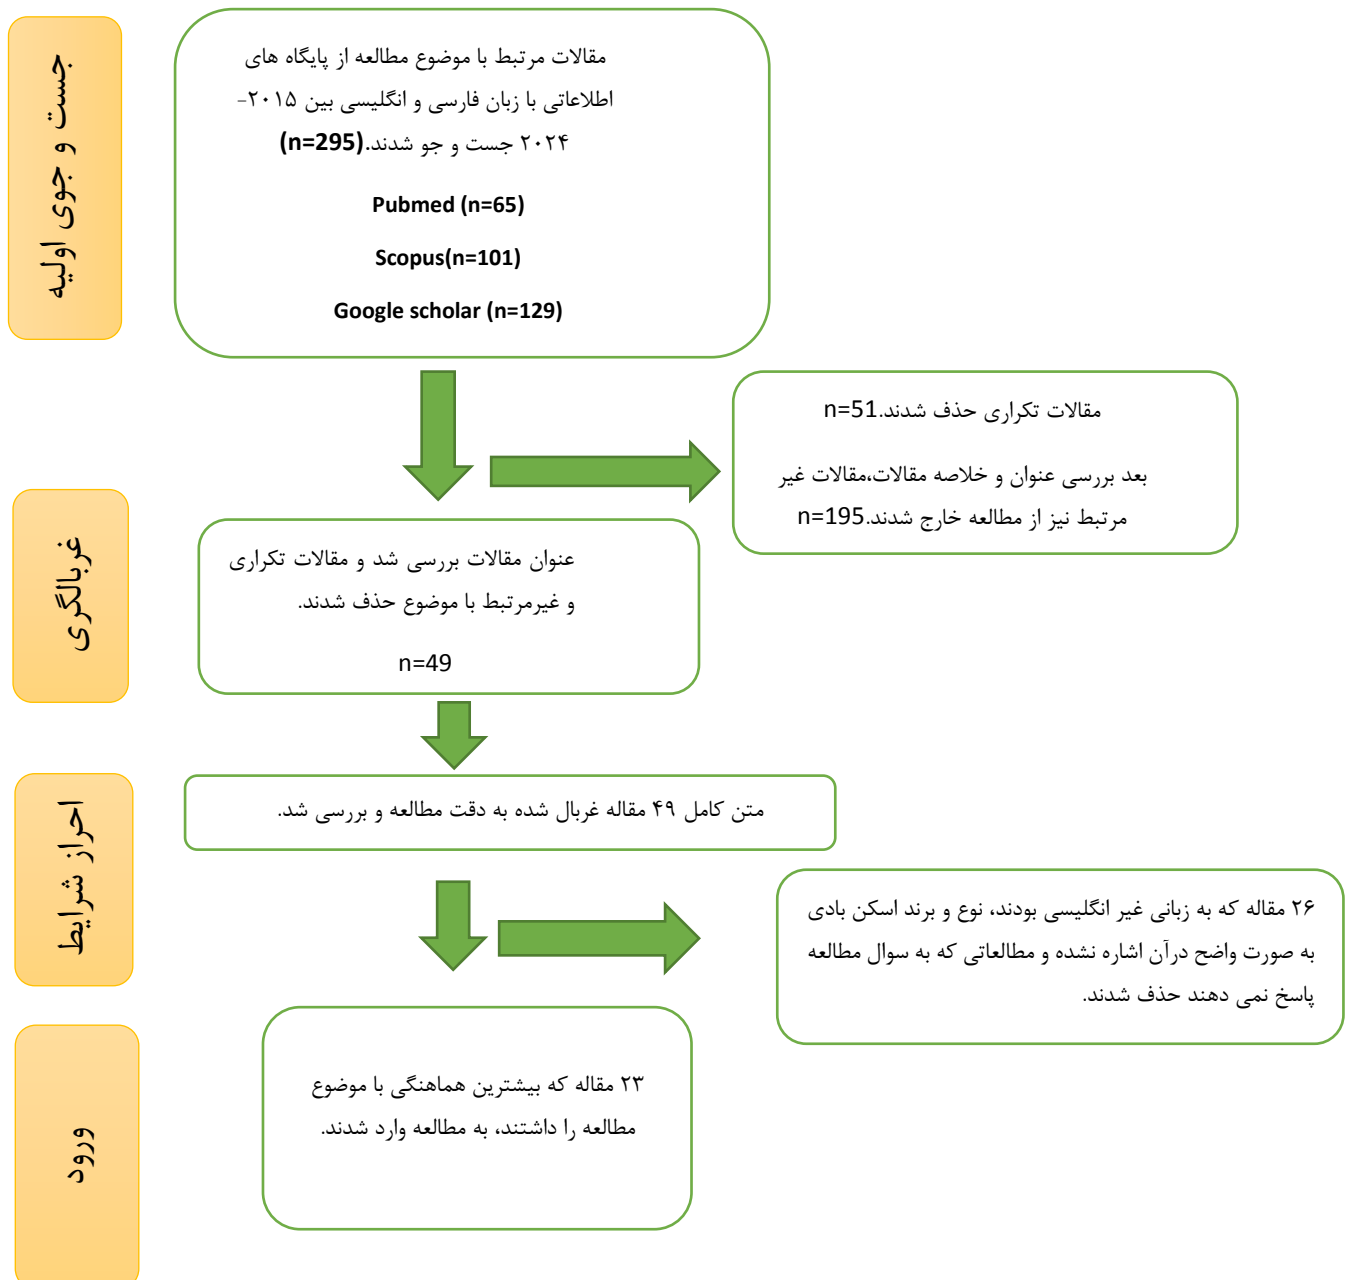 جست و جوی اولیه
مقالات مرتبط با موضوع مطالعه از پایگاه های
اطلاعاتی با زبان فارسی و انگلیسی بین ۲۰۱۵-
۲۰۲۴ جست و جو شدند.(n=295)
Pubmed (n=65)
Scopus(n=101)
Google scholar (n=129)
مقالات تکراری حذف شدند.n=51
بعد بررسی عنوان و خلاصه مقالات،مقالات غیر
مرتبط نیز از مطالعه خارج شدند.n=195
غربالگری
عنوان مقالات بررسی شد و مقالات تکراری
و غیرمرتبط با موضوع حذف شدند.
n=49
احراز شرایط
متن کامل ۴۹ مقاله غربال شده به دقت مطالعه و بررسی شد.
۲۶ مقاله که به زبانی غیر انگلیسی بودند، نوع و برند اسکن بادی
به صورت واضح درآن اشاره نشده و مطالعاتی که به سوال مطالعه
پاسخ نمی دهند حذف شدند.
ورود
۲۳ مقاله که بیشترین هماهنگی با موضوع
مطالعه را داشتند، به مطالعه وارد شدند.